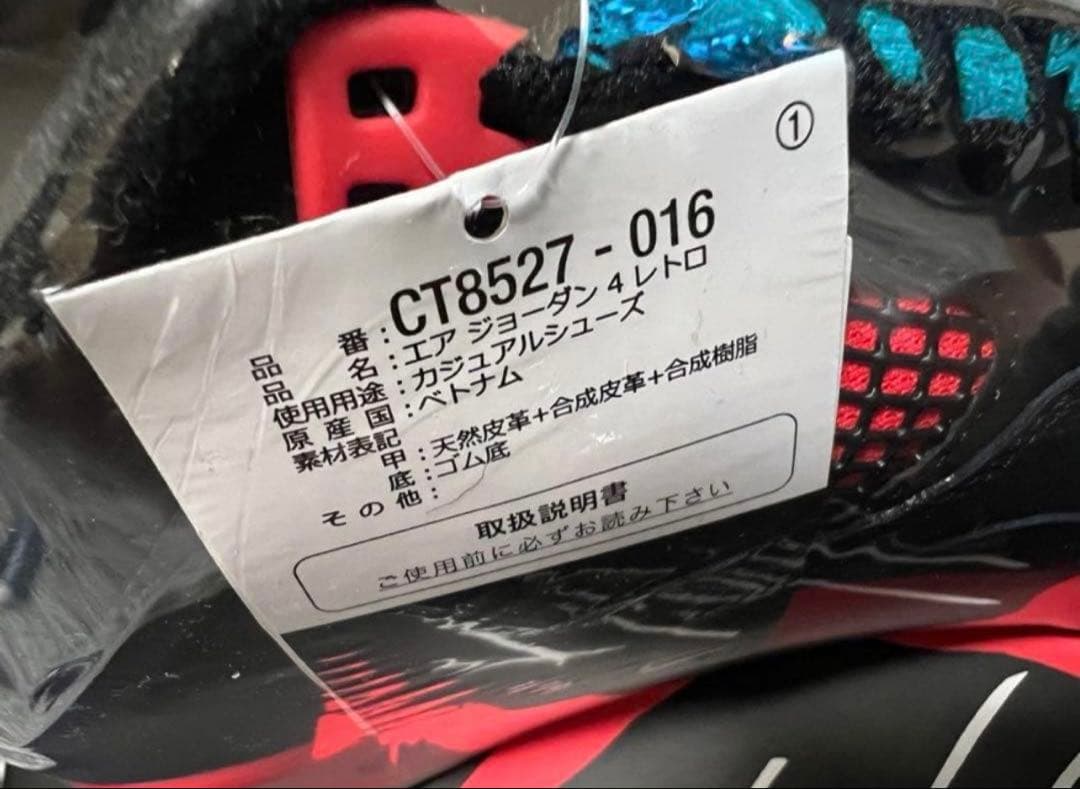 ①
品番:CT8527-016
品名:エア ジョーダン 4 レトロ
使用用途:カジュアルシューズ
原産国:ベトナム
素材表記
甲:天然皮革+合成皮革+合成樹脂
底:ゴム底
その他:
取扱説明書
ご使用前に必ずお読み下さい